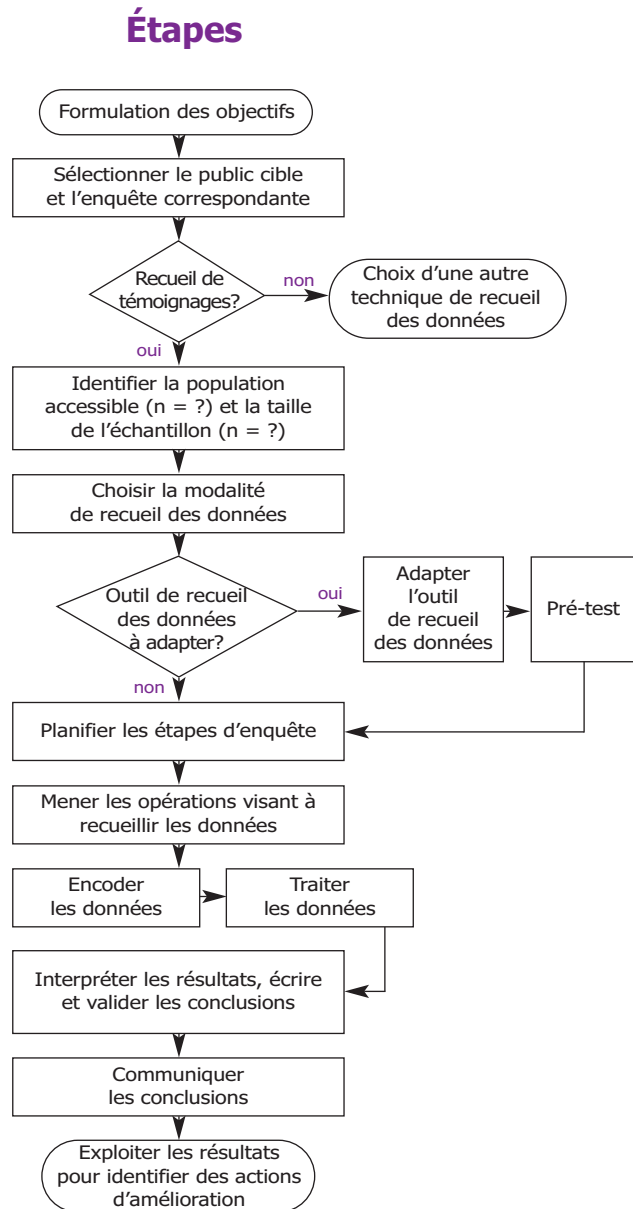 Étapes
Formulation des objectifs
Sélectionner le public cible
et l’enquête correspondante
Recueil de
témoignages?
non
Choix d’une autre
technique de recueil
des données
oui
Identifier la population
accessible (n = ?) et la taille
de l’échantillon (n = ?)
Choisir la modalité
de recueil des données
Outil de recueil
des données
à adapter?
oui
Adapter
l’outil
de recueil
des données
Pré-test
non
Planifier les étapes d’enquête
Mener les opérations visant à
recueillir les données
Encoder
les données
Traiter
les données
Interpréter les résultats, écrire
et valider les conclusions
Communiquer
les conclusions
Exploiter les résultats
pour identifier des actions
d’amélioration